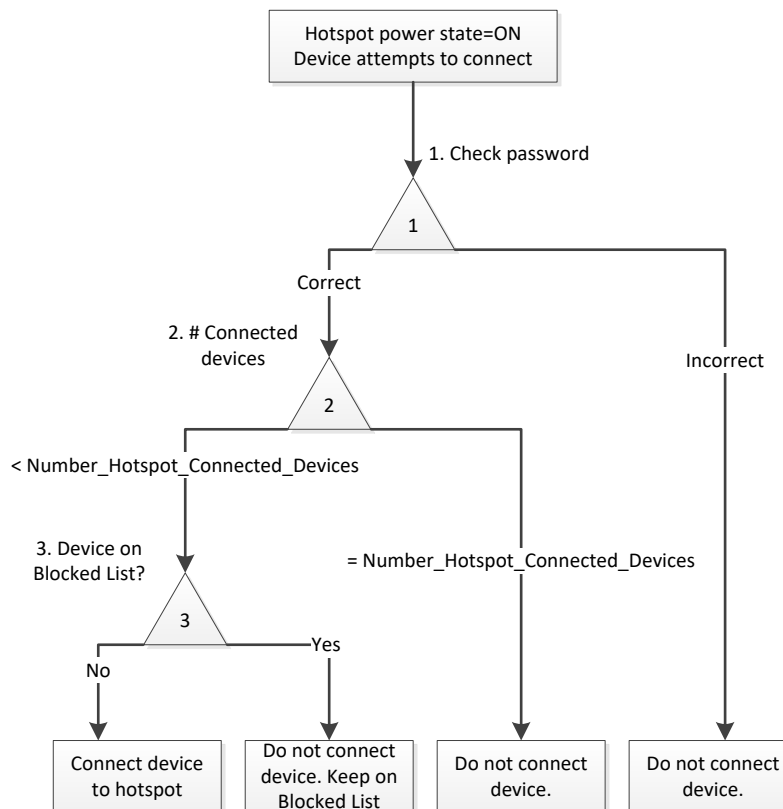 Hotspot power state=ON
Device attempts to connect
1. Check password
1
Correct
2. # Connected
devices
Incorrect
2
< Number_Hotspot_Connected_Devices
3. Device on
Blocked List?
= Number_Hotspot_Connected_Devices
3
No
Yes
Connect device
to hotspot
Do not connect
device. Keep on
Blocked List
Do not connect
device.
Do not connect
device.